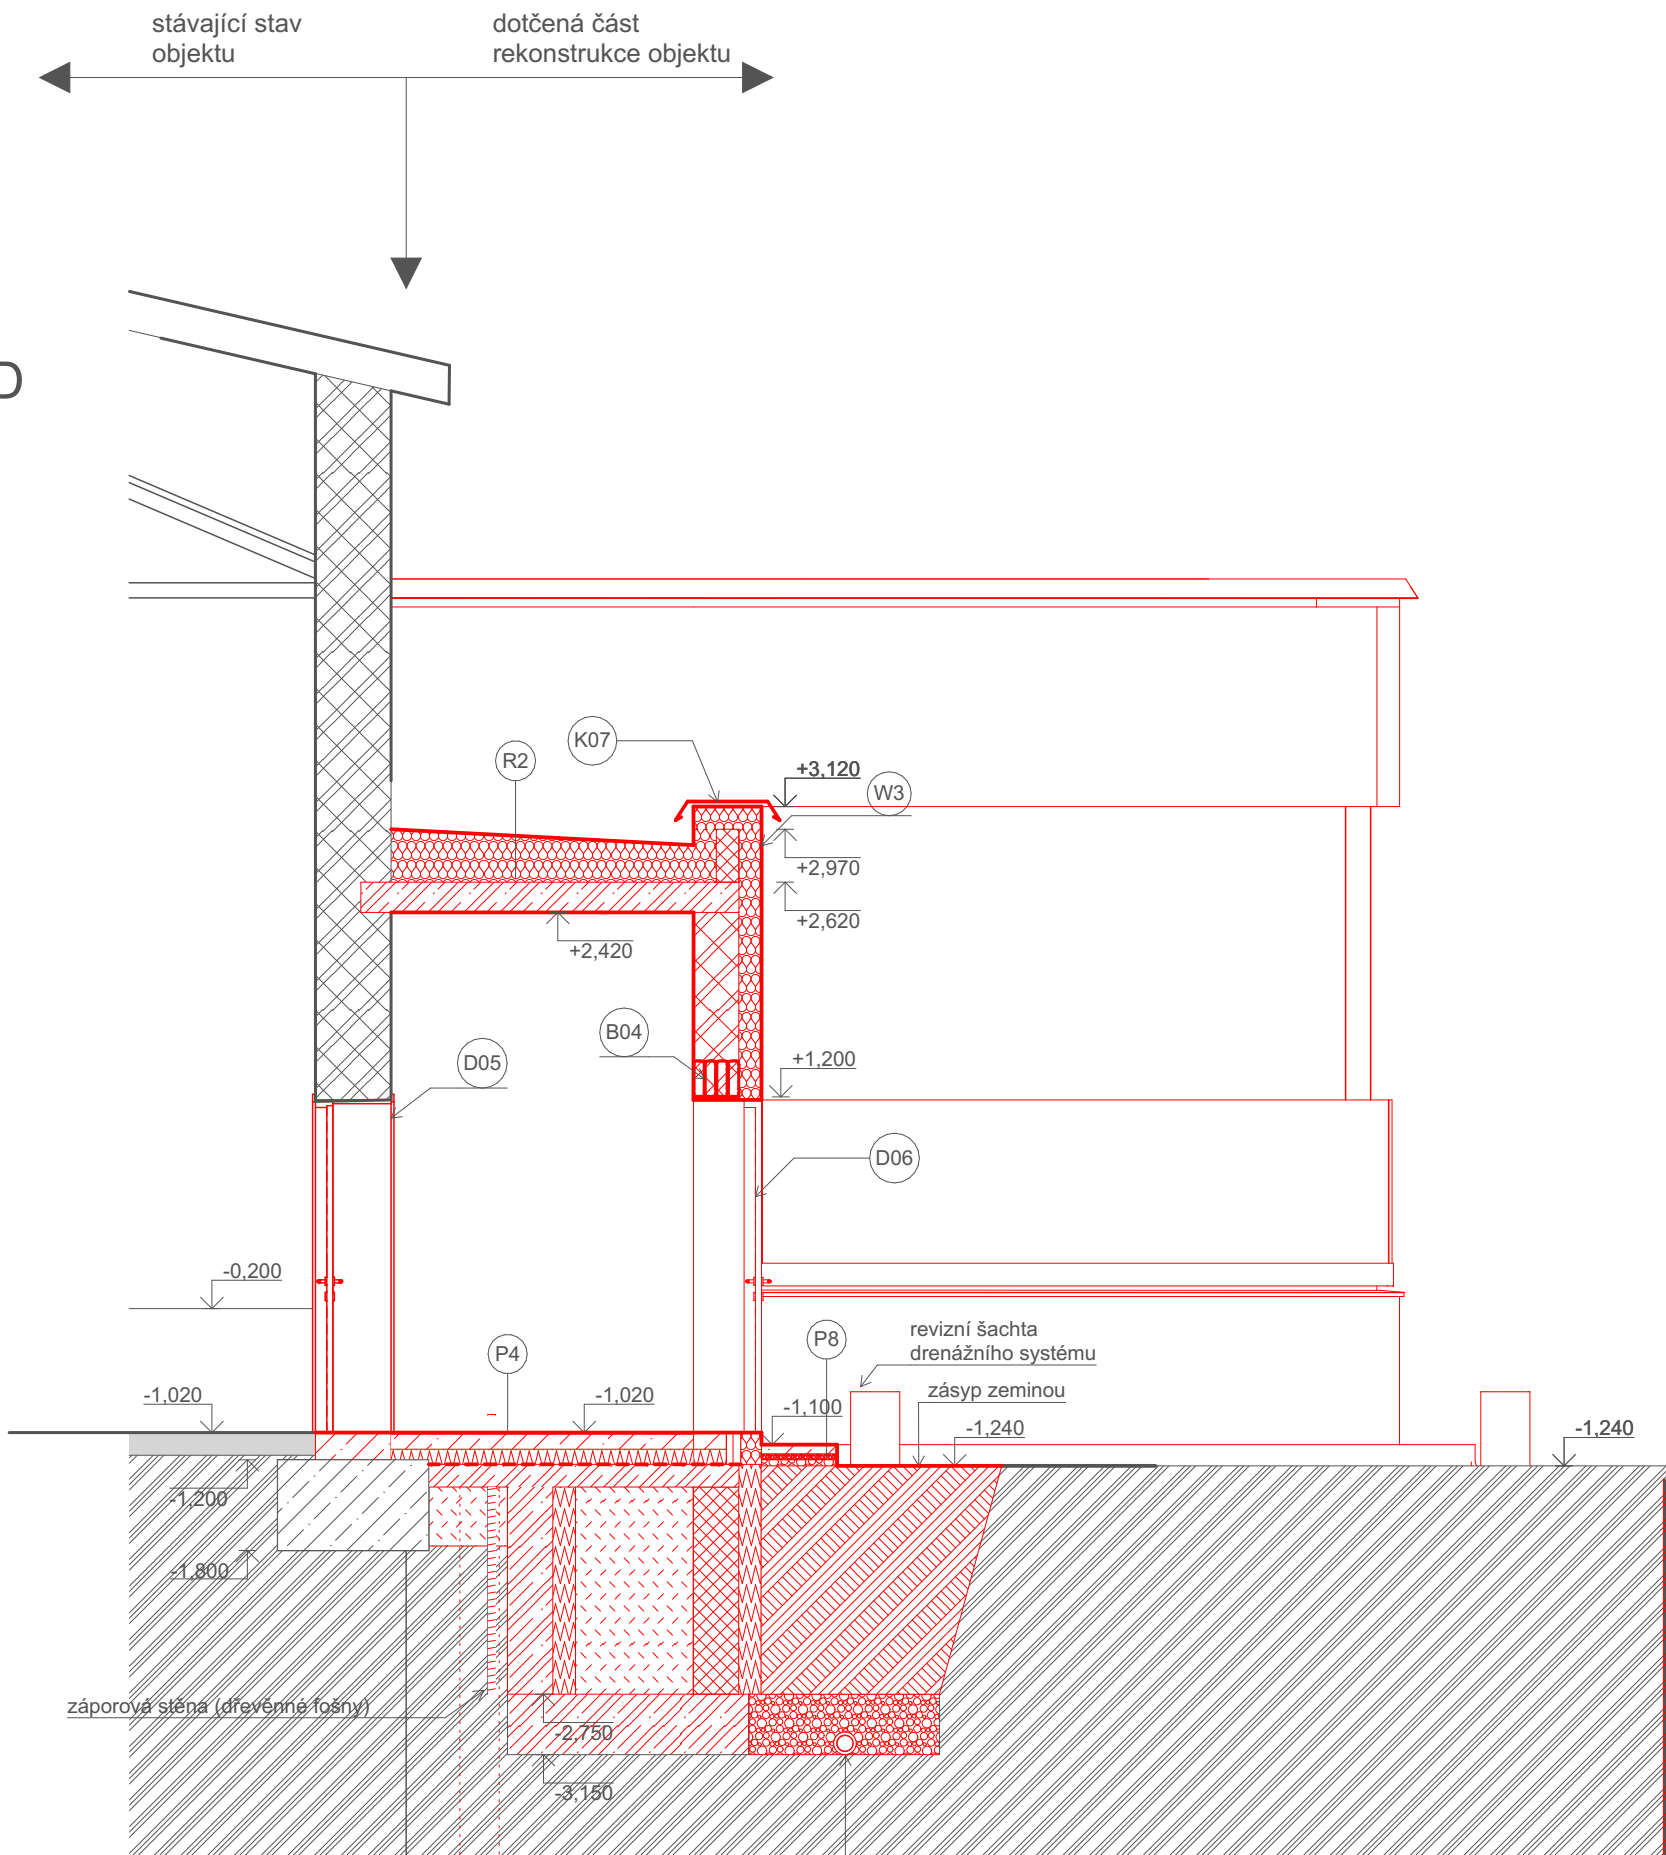 stávající stav
objektu
dotčená část
rekonstrukce objektu
D
K07
R2
+3,120
W3
+2,970
+2,620
+2,420
B04
D05
+1,200
D06
-0,200
P4
P8
revizní šachta
drenážního systému
-1,020
-1,020
-1,100
zásyp zeminou
-1,240
-1,240
-1,200
-1,800
záporová stěna (dřevěnné fošny)
-2,750
-3,150